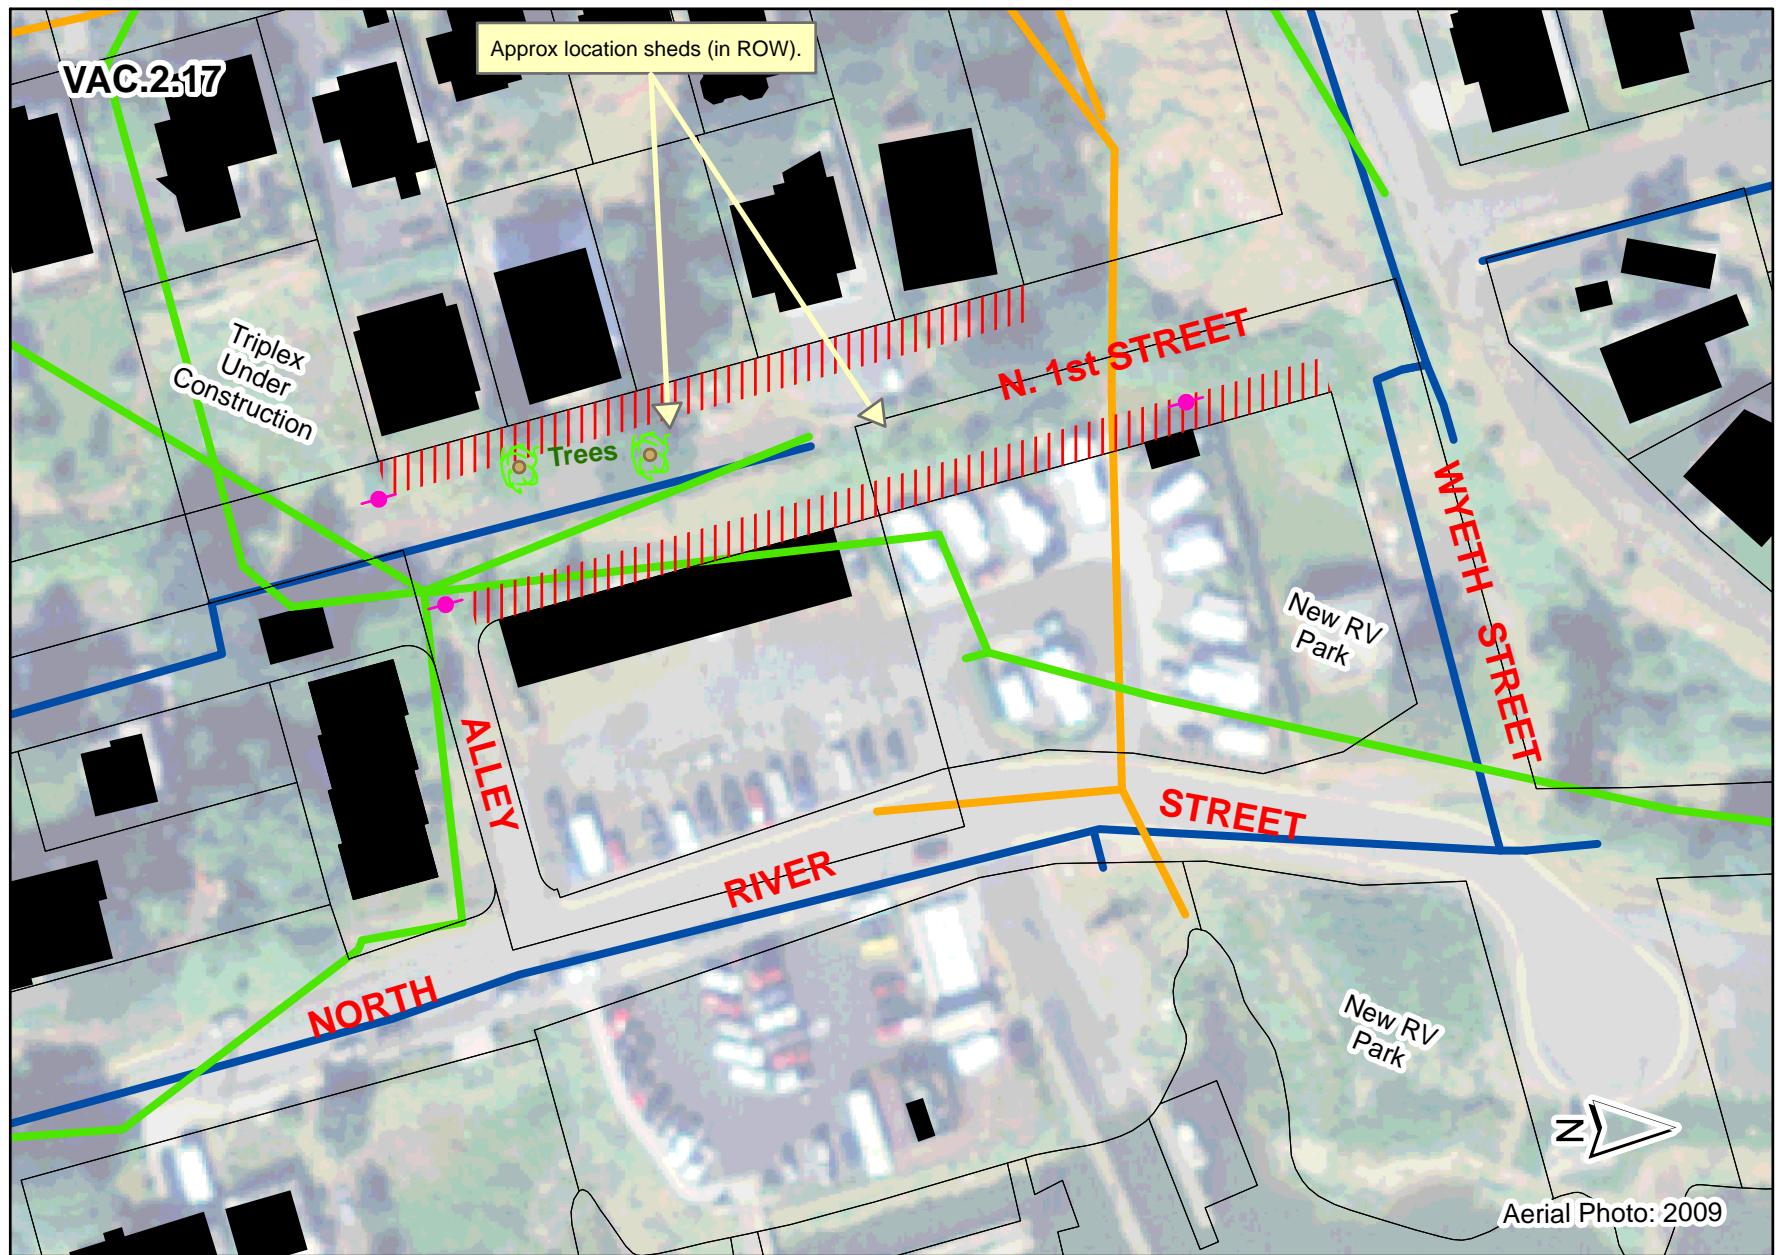 Approx location sheds (in ROW).
VAC.2.17
Triplex
Under
Construction
Trees
N. 1st STREET
WYETH STREET
New RV
Park
ALLEY
NORTH RIVER STREET
New RV
Park
N
Aerial Photo: 2009